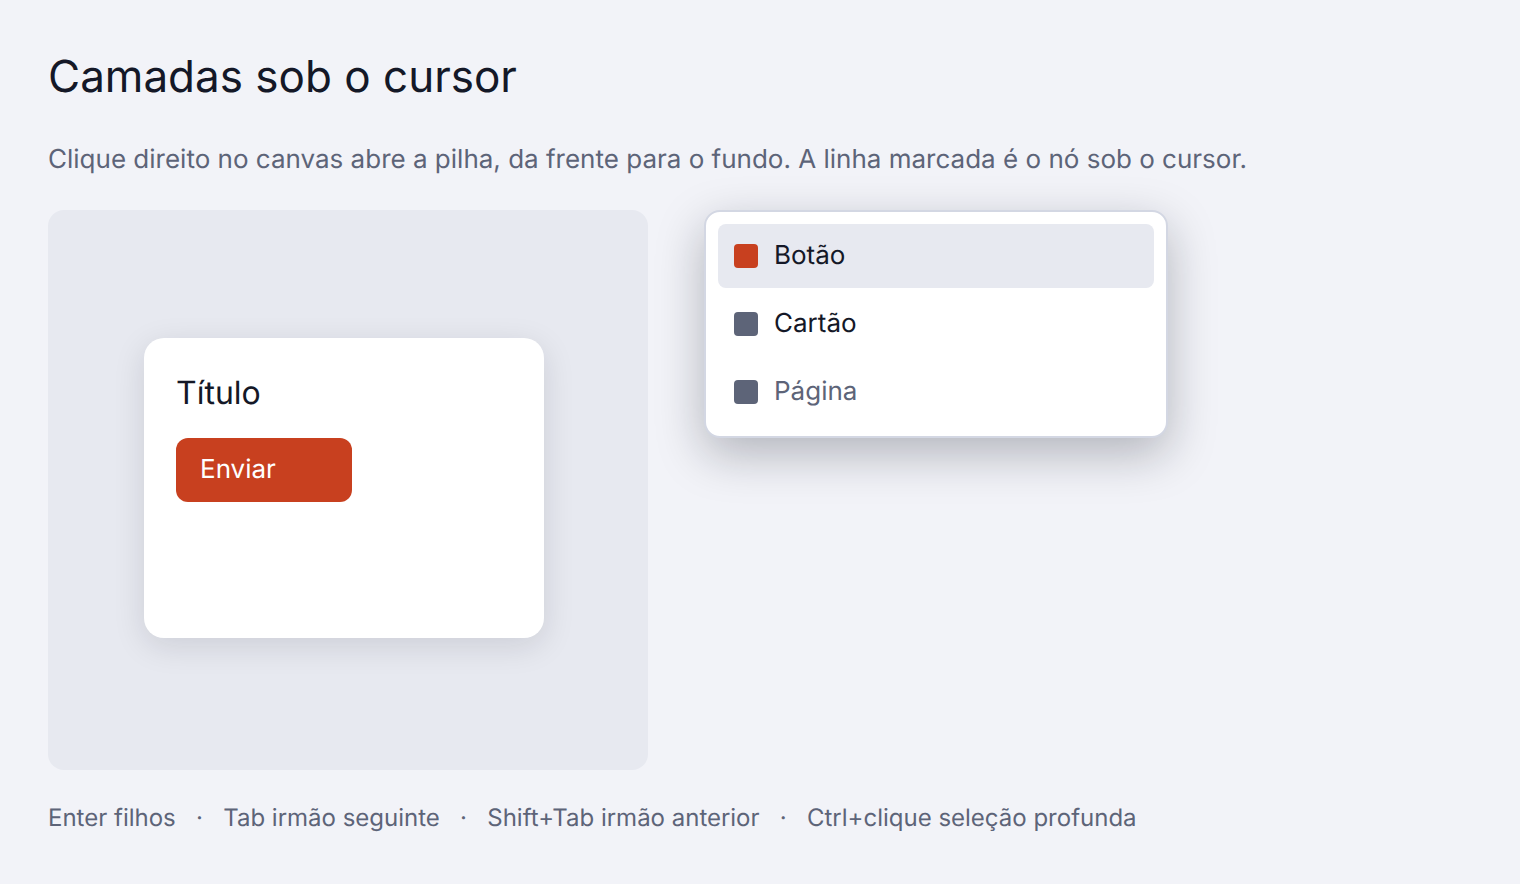 Camadas sob o cursor
Clique direito no canvas abre a pilha, da frente para o fundo. A linha marcada é o nó sob o cursor.
Título
Enviar
Botão
Cartão
Página
Enter filhos · Tab irmão seguinte · Shift+Tab irmão anterior · Ctrl+clique seleção profunda